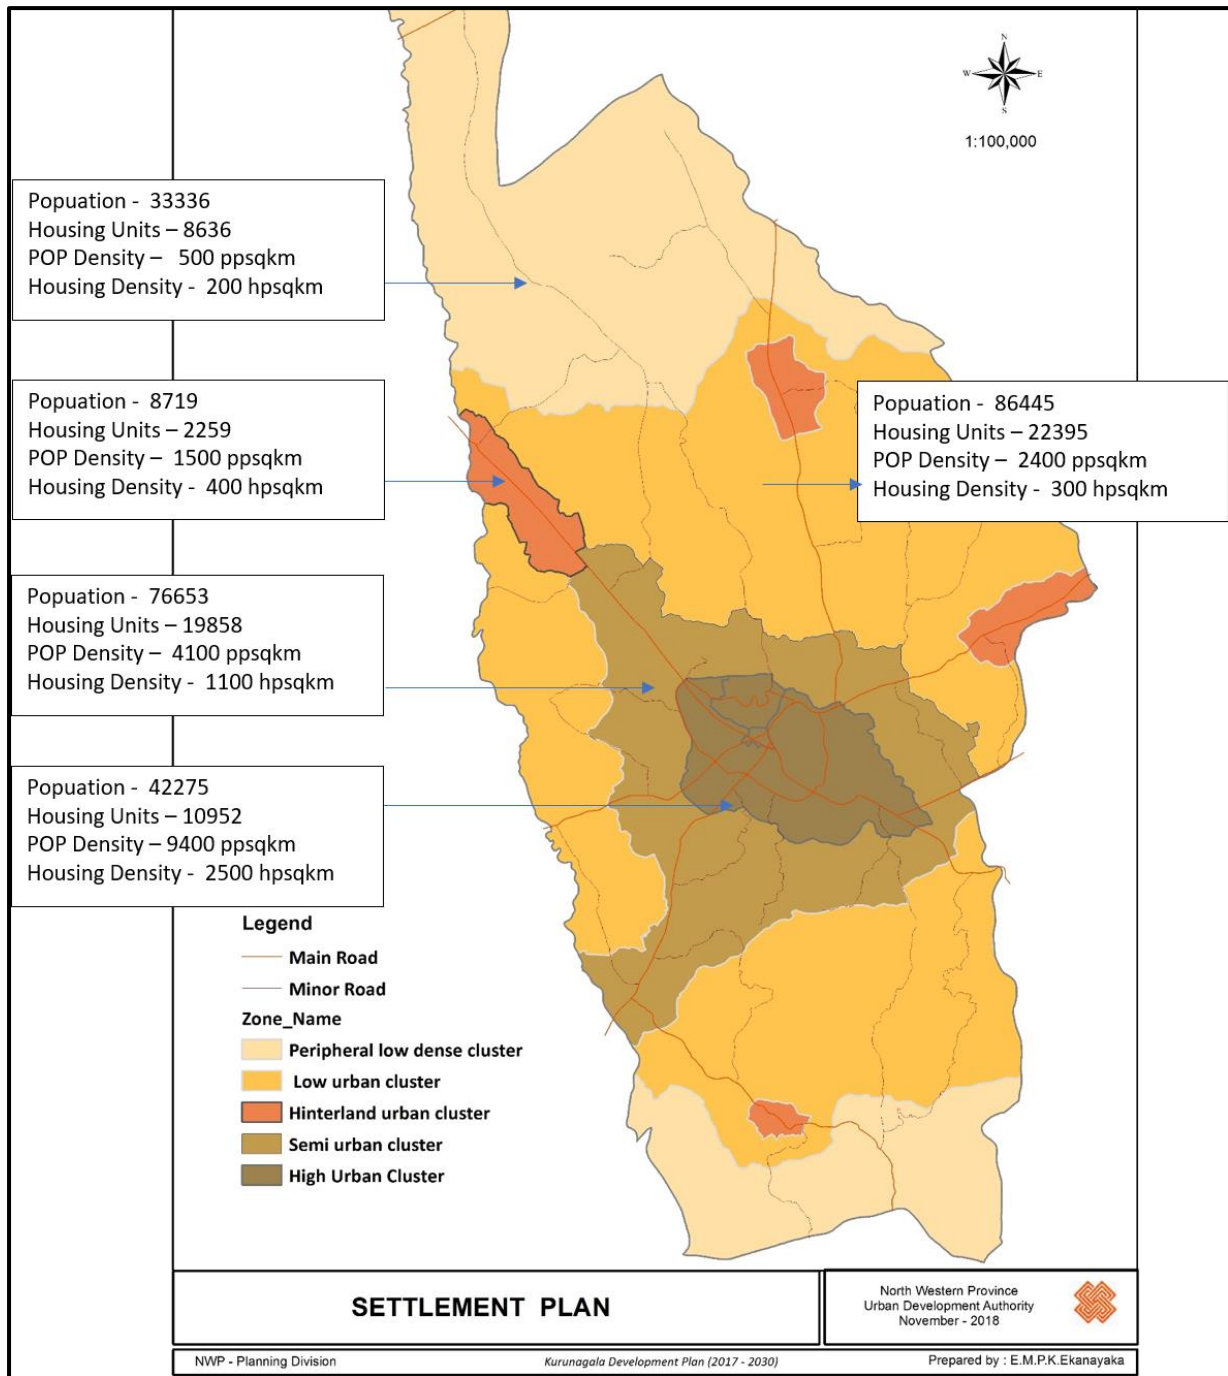 N
W E
S
1:100,000
Popuation - 33336
Housing Units – 8636
POP Density – 500 ppsqkm
Housing Density - 200 hpsqkm
Popuation - 8719
Housing Units – 2259
POP Density – 1500 ppsqkm
Housing Density - 400 hpsqkm
Popuation - 86445
Housing Units – 22395
POP Density – 2400 ppsqkm
Housing Density - 300 hpsqkm
Popuation - 76653
Housing Units – 19858
POP Density – 4100 ppsqkm
Housing Density - 1100 hpsqkm
Popuation - 42275
Housing Units – 10952
POP Density – 9400 ppsqkm
Housing Density - 2500 hpsqkm
Legend
Main Road
Minor Road
Zone_Name
Peripheral low dense cluster
Low urban cluster
Hinterland urban cluster
Semi urban cluster
High Urban Cluster
SETTLEMENT PLAN
North Western Province
Urban Development Authority
November - 2018
NWP - Planning Division
Kurunagala Development Plan (2017 - 2030)
Prepared by : E.M.P.K.Ekanayaka